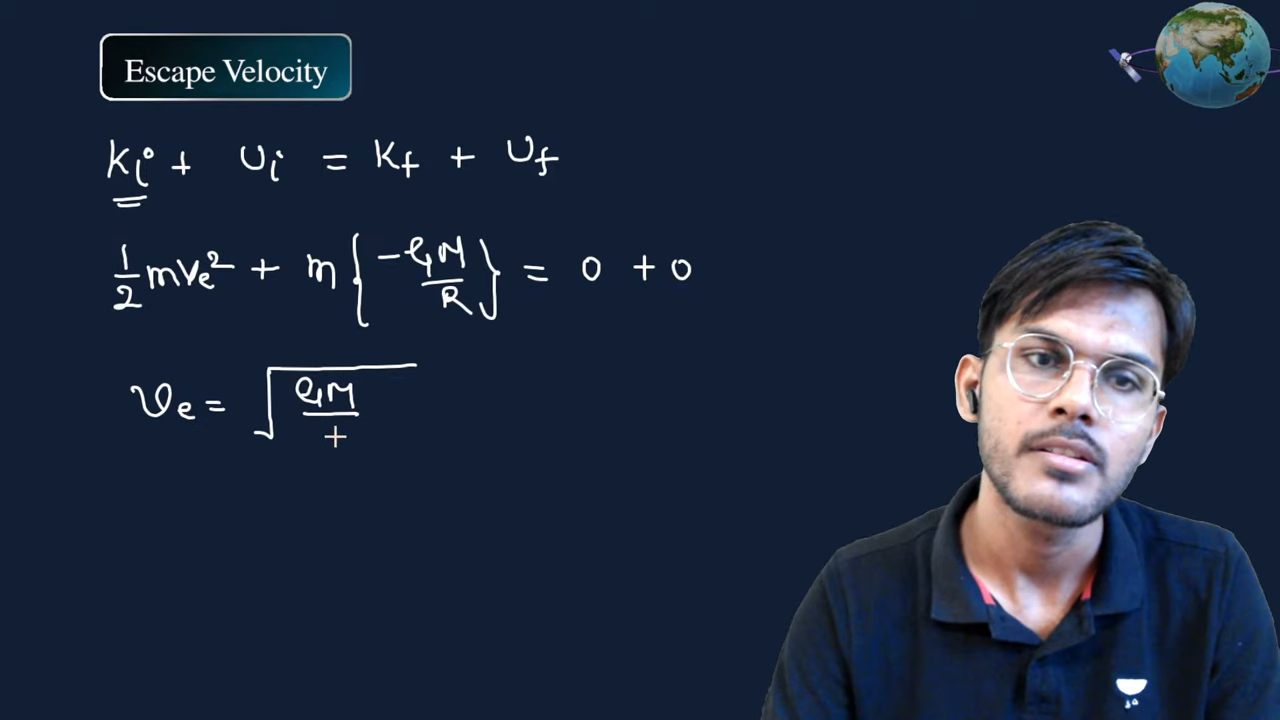 Escape Velocity
Ki + Ui = Kf + Uf
1/2 mve² + m{-GM/R} = 0 + 0
ve = √GM